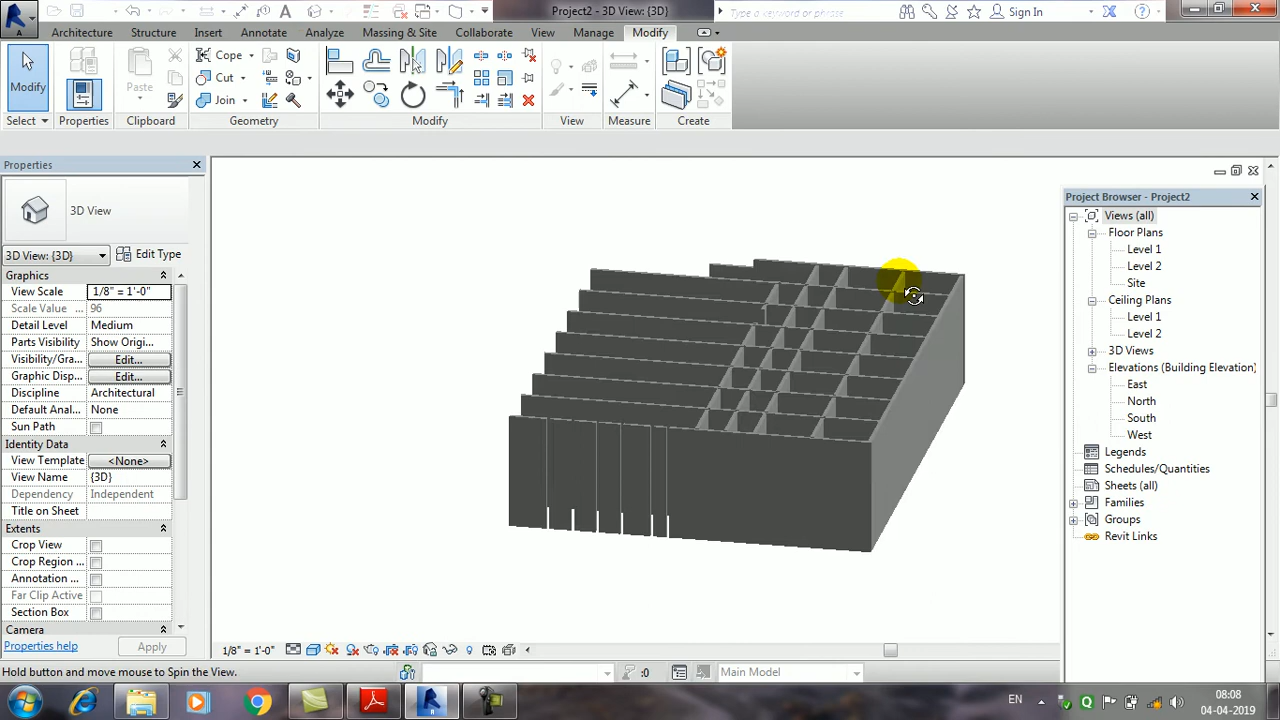 Project2 - 3D View: {3D}
Type a keyword or phrase
Sign In
Architecture Structure Insert Annotate Analyze Massing & Site Collaborate View Manage Modify
Modify
Paste
Cope
Cut
Join
Select Properties Clipboard Geometry Modify View Measure Create
Properties
3D View
3D View: {3D} Edit Type
Graphics
View Scale 1/8" = 1'-0"
Scale Value 96
Detail Level Medium
Parts Visibility Show Origi...
Visibility/Gra... Edit...
Graphic Disp... Edit...
Discipline Architectural
Default Anal... None
Sun Path
Identity Data
View Template <None>
View Name {3D}
Dependency Independent
Title on Sheet
Extents
Crop View
Crop Region ...
Annotation ...
Far Clip Active
Section Box
Camera
Properties help Apply
Project Browser - Project2
Views (all)
Floor Plans
Level 1
Level 2
Site
Ceiling Plans
Level 1
Level 2
3D Views
Elevations (Building Elevation)
East
North
South
West
Legends
Schedules/Quantities
Sheets (all)
Families
Groups
Revit Links
1/8" = 1'-0"
Hold button and move mouse to Spin the View.
:0
Main Model
EN
08:08
04-04-2019